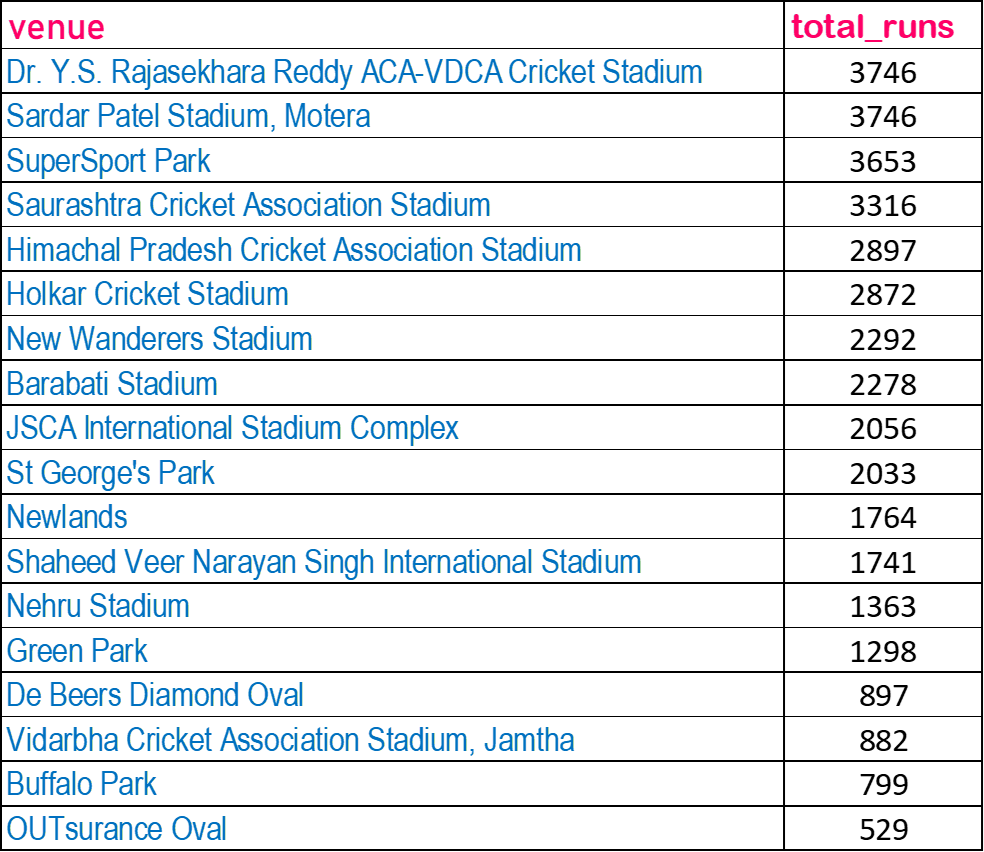 venue total_runs
Dr. Y.S. Rajasekhara Reddy ACA-VDCA Cricket Stadium 3746
Sardar Patel Stadium, Motera 3746
SuperSport Park 3653
Saurashtra Cricket Association Stadium 3316
Himachal Pradesh Cricket Association Stadium 2897
Holkar Cricket Stadium 2872
New Wanderers Stadium 2292
Barabati Stadium 2278
JSCA International Stadium Complex 2056
St George's Park 2033
Newlands 1764
Shaheed Veer Narayan Singh International Stadium 1741
Nehru Stadium 1363
Green Park 1298
De Beers Diamond Oval 897
Vidarbha Cricket Association Stadium, Jamtha 882
Buffalo Park 799
OUTsurance Oval 529